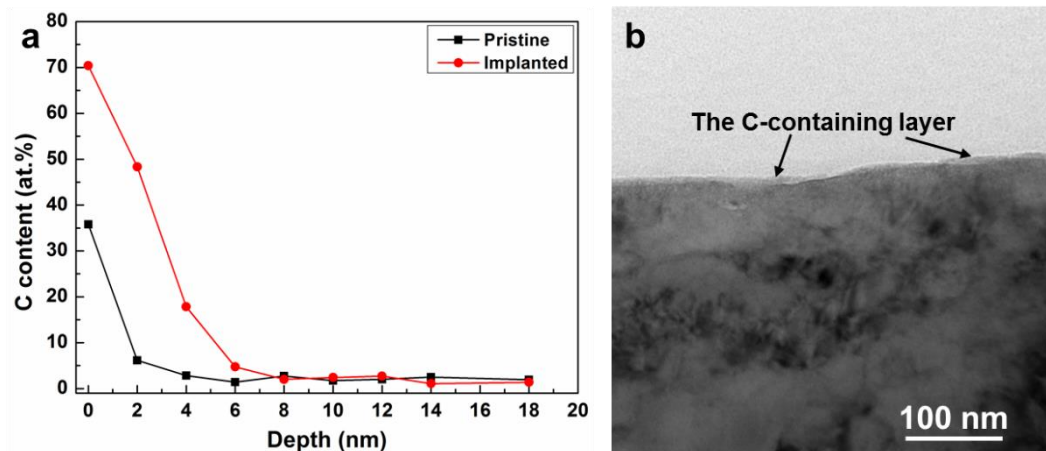 a
Pristine
Implanted
C content (at.%)
80
70
60
50
40
30
20
10
0
0 2 4 6 8 10 12 14 16 18 20
Depth (nm)
b
The C-containing layer
100 nm